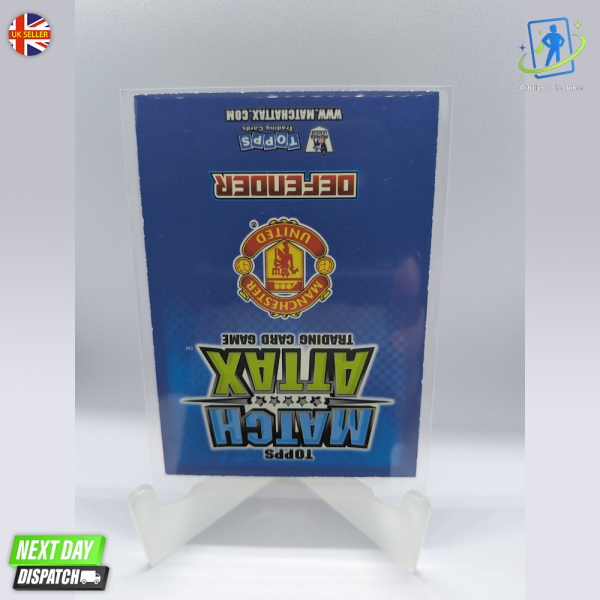 UK SELLER
WWW.MATCHATTAX.COM
TOPPS
Trading Cards
DEFENDER
MANCHESTER
UNITED
®
TRADING CARD GAME
ATTAX
™
MATCH
TOPPS
NEXT DAY
DISPATCH